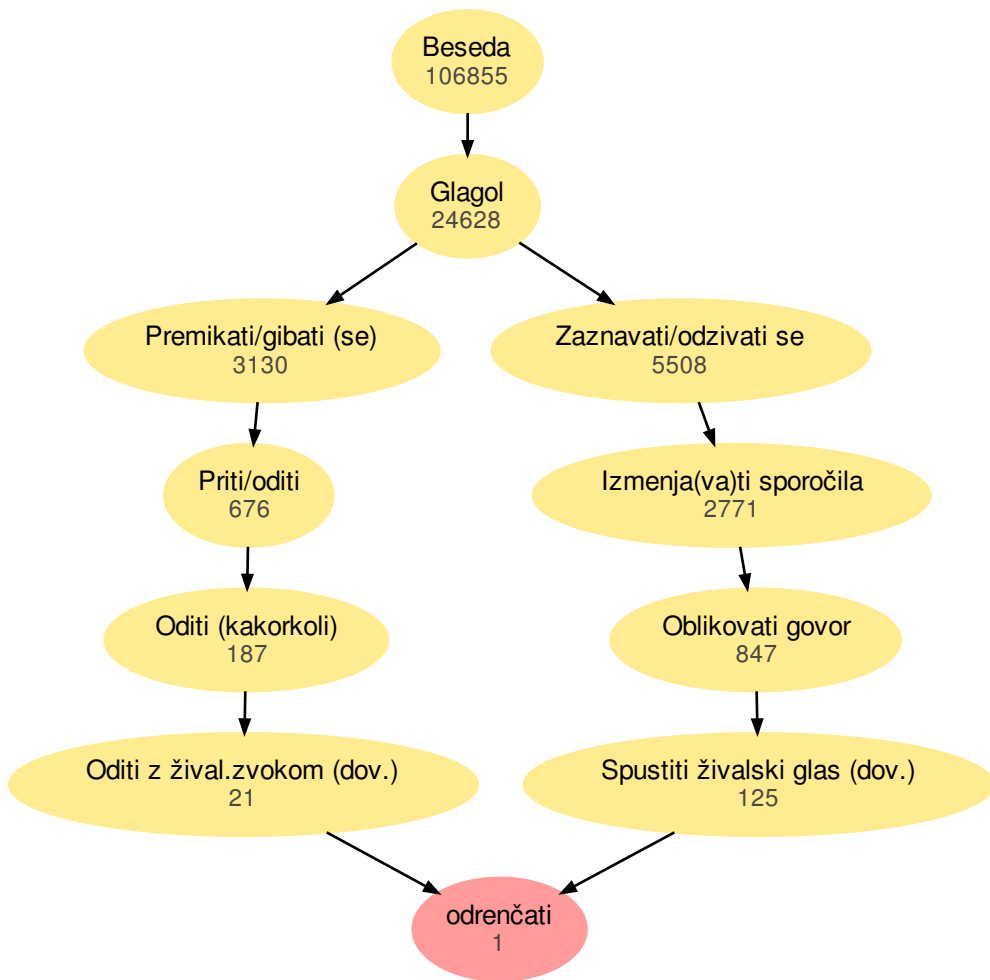 Beseda
106855
Glagol
24628
Premikati/gibati (se)
3130
Zaznavati/odzivati se
5508
Priti/oditi
676
Izmenja(va)ti sporočila
2771
Oditi (kakorkoli)
187
Oblikovati govor
847
Oditi z žival.zvokom (dov.)
21
Spustiti živalski glas (dov.)
125
odrenčati
1